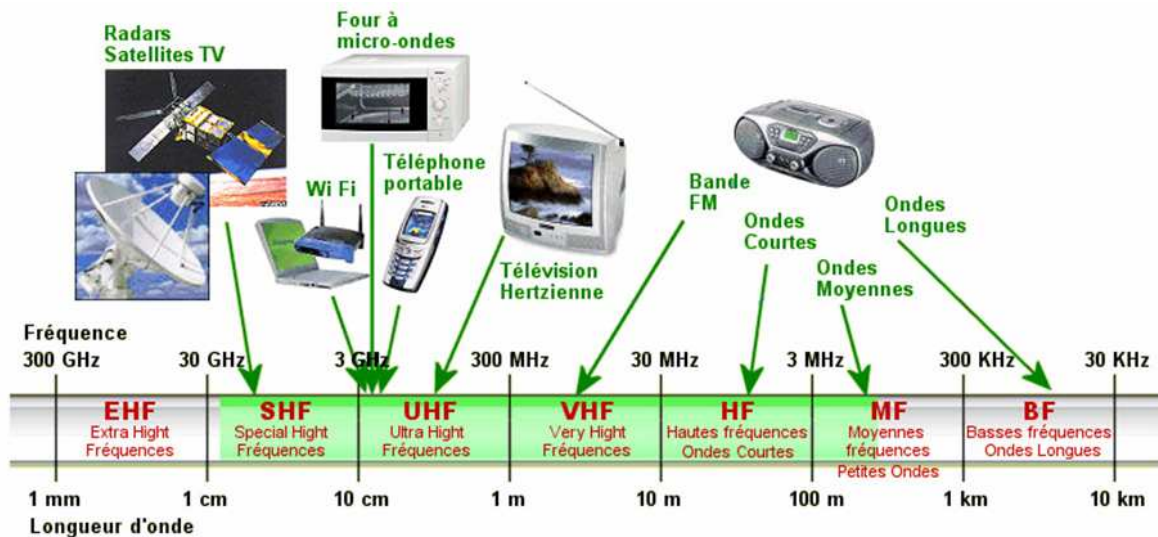 Radars
Satellites TV
Four à
micro-ondes
Wi Fi
Téléphone
portable
Télévision
Hertzienne
Bande
FM
Ondes
Courtes
Ondes
Moyennes
Ondes
Longues
Fréquence
300 GHz
30 GHz
3 GHz
300 MHz
30 MHz
3 MHz
300 KHz
30 KHz
EHF
Extra Hight
Fréquences
SHF
Special Hight
Fréquences
UHF
Ultra Hight
Fréquences
VHF
Very Hight
Fréquences
HF
Hautes fréquences
Ondes Courtes
MF
Moyennes
fréquences
Petites Ondes
BF
Basses fréquences
Ondes Longues
1 mm
1 cm
10 cm
1 m
10 m
100 m
1 km
10 km
Longueur d'onde